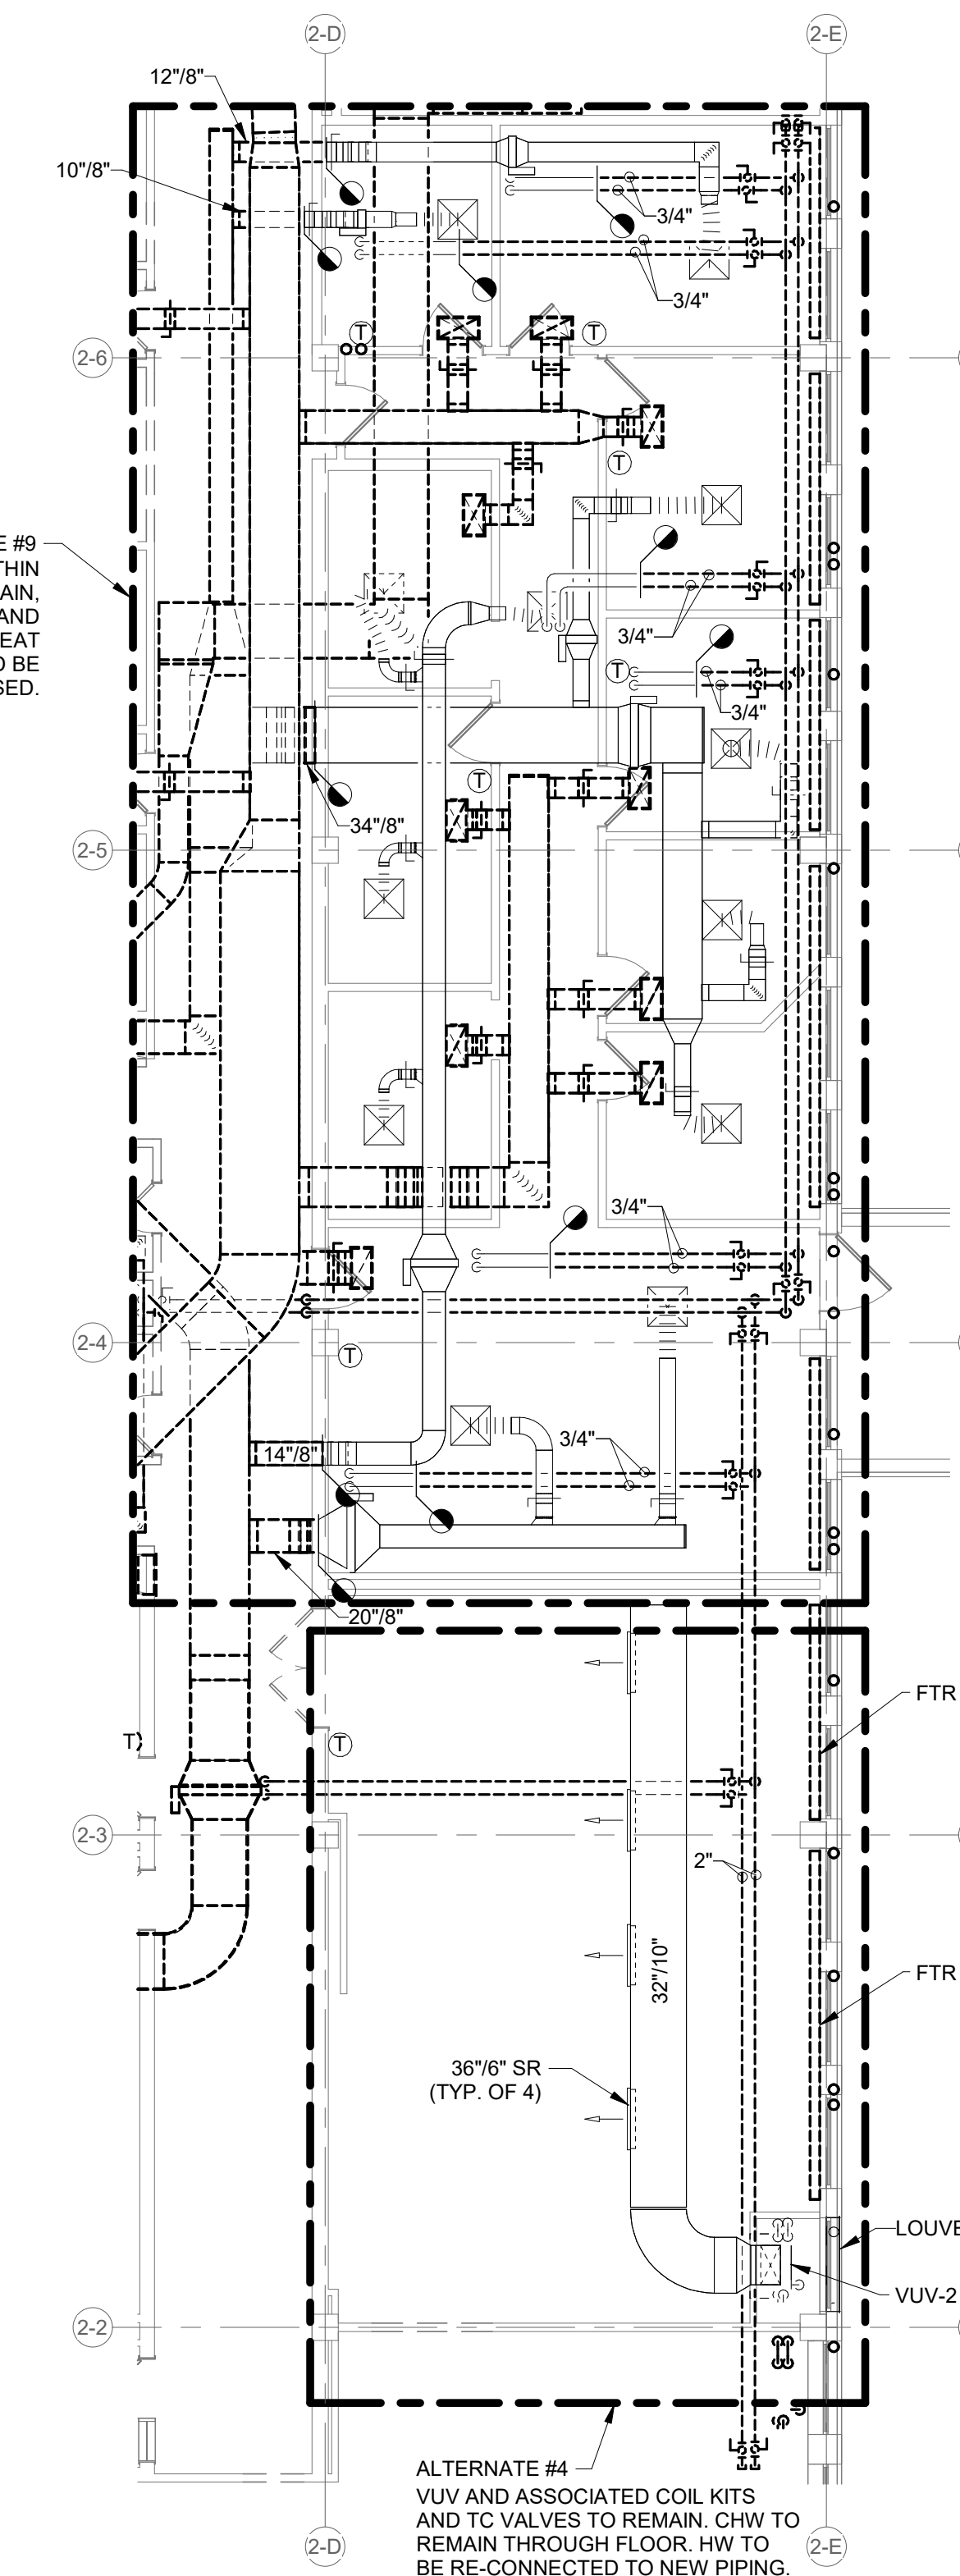 2-D
2-E
12"/8"
10"/8"
3/4"
3/4"
T
T
2-6
T
E #9
THIN
AIN,
AND
EAT
O BE
SED.
3/4"
T
3/4"
T
34"/8"
2-5
3/4"
2-4
T
14"/8"
3/4"
20"/8"
FTR
T
T
2-3
2"
32"/10"
FTR
36"/6" SR
(TYP. OF 4)
LOUVE
VUV-2
2-2
ALTERNATE #4
VUV AND ASSOCIATED COIL KITS
AND TC VALVES TO REMAIN. CHW TO
REMAIN THROUGH FLOOR. HW TO
BE RE-CONNECTED TO NEW PIPING.
2-D
2-E